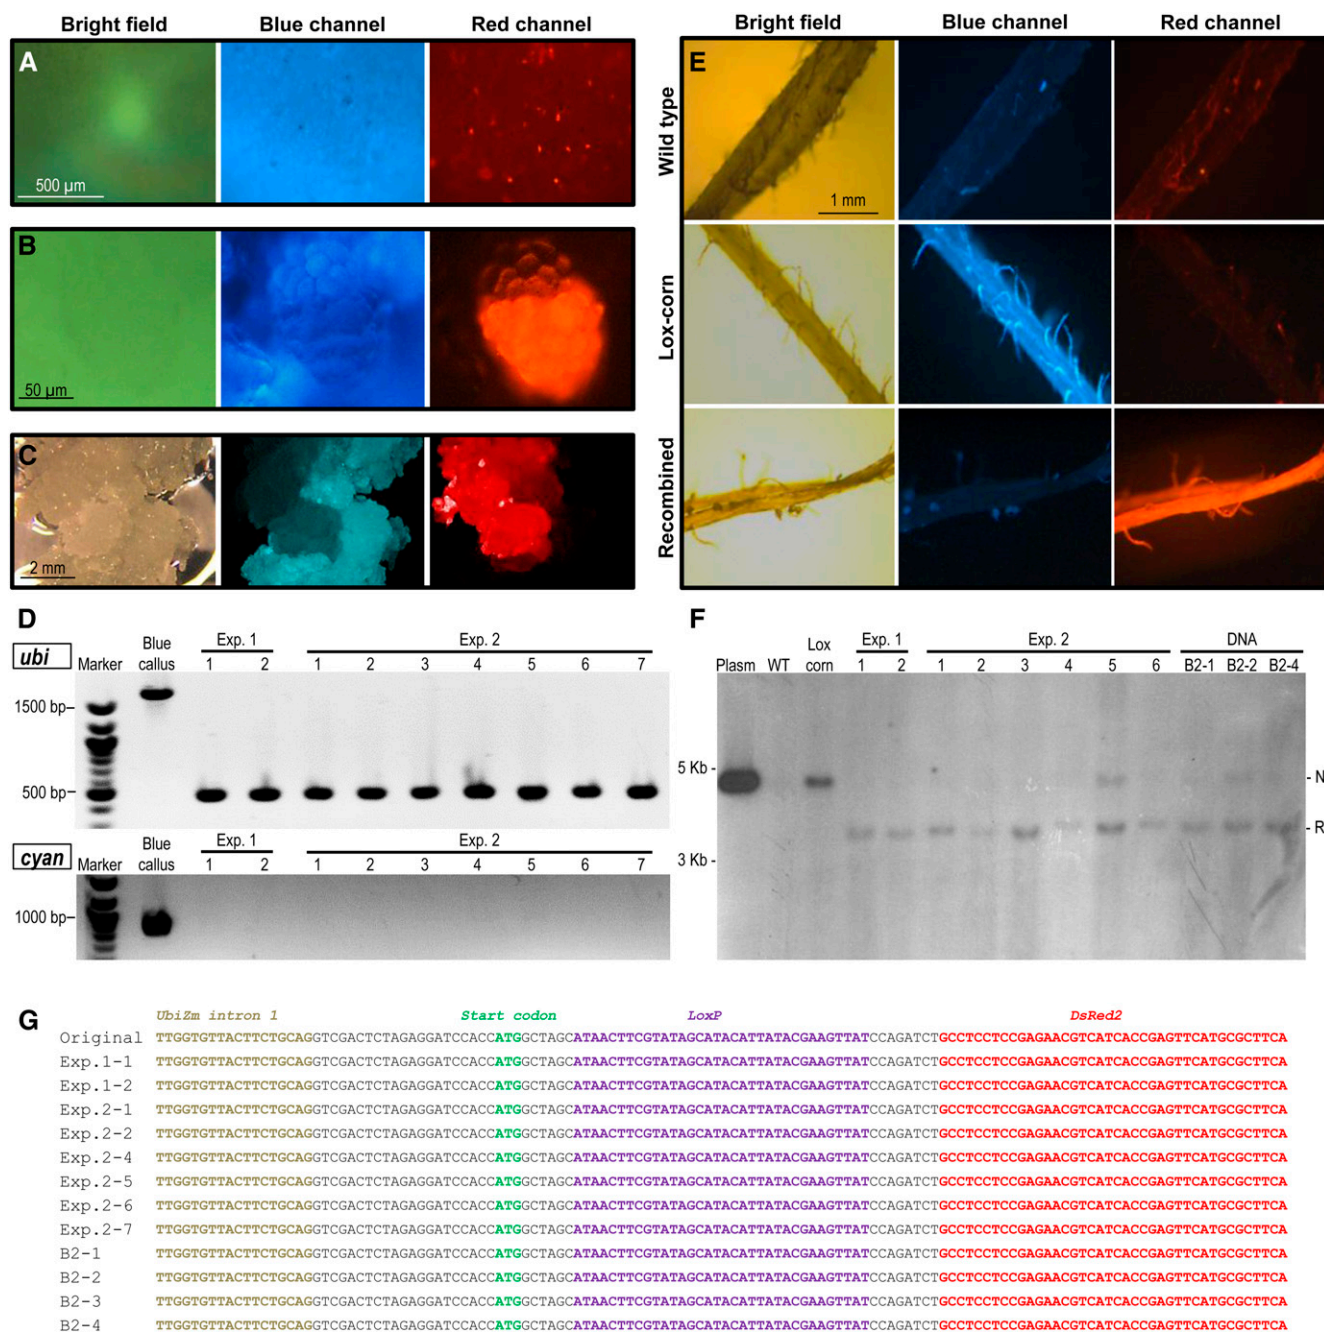 Bright field Blue channel Red channel
A
500 µm
B
50 µm
C
2 mm
Bright field Blue channel Red channel
E
Wild type
1 mm
Lox-corn
Recombined
D
ubi
Marker
Blue callus
Exp. 1
Exp. 2
1 2 1 2 3 4 5 6 7
1500 bp
500 bp
cyan
Marker
Blue callus
Exp. 1
Exp. 2
1 2 1 2 3 4 5 6 7
1000 bp
F
Plasm WT
Lox corn
Exp. 1
Exp. 2
DNA
1 2 1 2 3 4 5 6 B2-1 B2-2 B2-4
5 Kb -
3 Kb -
- N
- R
G
UbiZm intron 1 Start codon LoxP DsRed2
Original TTGGTGTTACTTCTGCAGGTCGACTCTAGAGGATCCACCATGGCTAGCATAACTTCGTATAGCATACATTATACGAAGTTATCCAGATCTGCCTCCTCCGAGAACGTCATCACCGAGTTCATGCGCTTCA
Exp.1-1 TTGGTGTTACTTCTGCAGGTCGACTCTAGAGGATCCACCATGGCTAGCATAACTTCGTATAGCATACATTATACGAAGTTATCCAGATCTGCCTCCTCCGAGAACGTCATCACCGAGTTCATGCGCTTCA
Exp.1-2 TTGGTGTTACTTCTGCAGGTCGACTCTAGAGGATCCACCATGGCTAGCATAACTTCGTATAGCATACATTATACGAAGTTATCCAGATCTGCCTCCTCCGAGAACGTCATCACCGAGTTCATGCGCTTCA
Exp.2-1 TTGGTGTTACTTCTGCAGGTCGACTCTAGAGGATCCACCATGGCTAGCATAACTTCGTATAGCATACATTATACGAAGTTATCCAGATCTGCCTCCTCCGAGAACGTCATCACCGAGTTCATGCGCTTCA
Exp.2-2 TTGGTGTTACTTCTGCAGGTCGACTCTAGAGGATCCACCATGGCTAGCATAACTTCGTATAGCATACATTATACGAAGTTATCCAGATCTGCCTCCTCCGAGAACGTCATCACCGAGTTCATGCGCTTCA
Exp.2-4 TTGGTGTTACTTCTGCAGGTCGACTCTAGAGGATCCACCATGGCTAGCATAACTTCGTATAGCATACATTATACGAAGTTATCCAGATCTGCCTCCTCCGAGAACGTCATCACCGAGTTCATGCGCTTCA
Exp.2-5 TTGGTGTTACTTCTGCAGGTCGACTCTAGAGGATCCACCATGGCTAGCATAACTTCGTATAGCATACATTATACGAAGTTATCCAGATCTGCCTCCTCCGAGAACGTCATCACCGAGTTCATGCGCTTCA
Exp.2-6 TTGGTGTTACTTCTGCAGGTCGACTCTAGAGGATCCACCATGGCTAGCATAACTTCGTATAGCATACATTATACGAAGTTATCCAGATCTGCCTCCTCCGAGAACGTCATCACCGAGTTCATGCGCTTCA
Exp.2-7 TTGGTGTTACTTCTGCAGGTCGACTCTAGAGGATCCACCATGGCTAGCATAACTTCGTATAGCATACATTATACGAAGTTATCCAGATCTGCCTCCTCCGAGAACGTCATCACCGAGTTCATGCGCTTCA
B2-1 TTGGTGTTACTTCTGCAGGTCGACTCTAGAGGATCCACCATGGCTAGCATAACTTCGTATAGCATACATTATACGAAGTTATCCAGATCTGCCTCCTCCGAGAACGTCATCACCGAGTTCATGCGCTTCA
B2-2 TTGGTGTTACTTCTGCAGGTCGACTCTAGAGGATCCACCATGGCTAGCATAACTTCGTATAGCATACATTATACGAAGTTATCCAGATCTGCCTCCTCCGAGAACGTCATCACCGAGTTCATGCGCTTCA
B2-3 TTGGTGTTACTTCTGCAGGTCGACTCTAGAGGATCCACCATGGCTAGCATAACTTCGTATAGCATACATTATACGAAGTTATCCAGATCTGCCTCCTCCGAGAACGTCATCACCGAGTTCATGCGCTTCA
B2-4 TTGGTGTTACTTCTGCAGGTCGACTCTAGAGGATCCACCATGGCTAGCATAACTTCGTATAGCATACATTATACGAAGTTATCCAGATCTGCCTCCTCCGAGAACGTCATCACCGAGTTCATGCGCTTCA